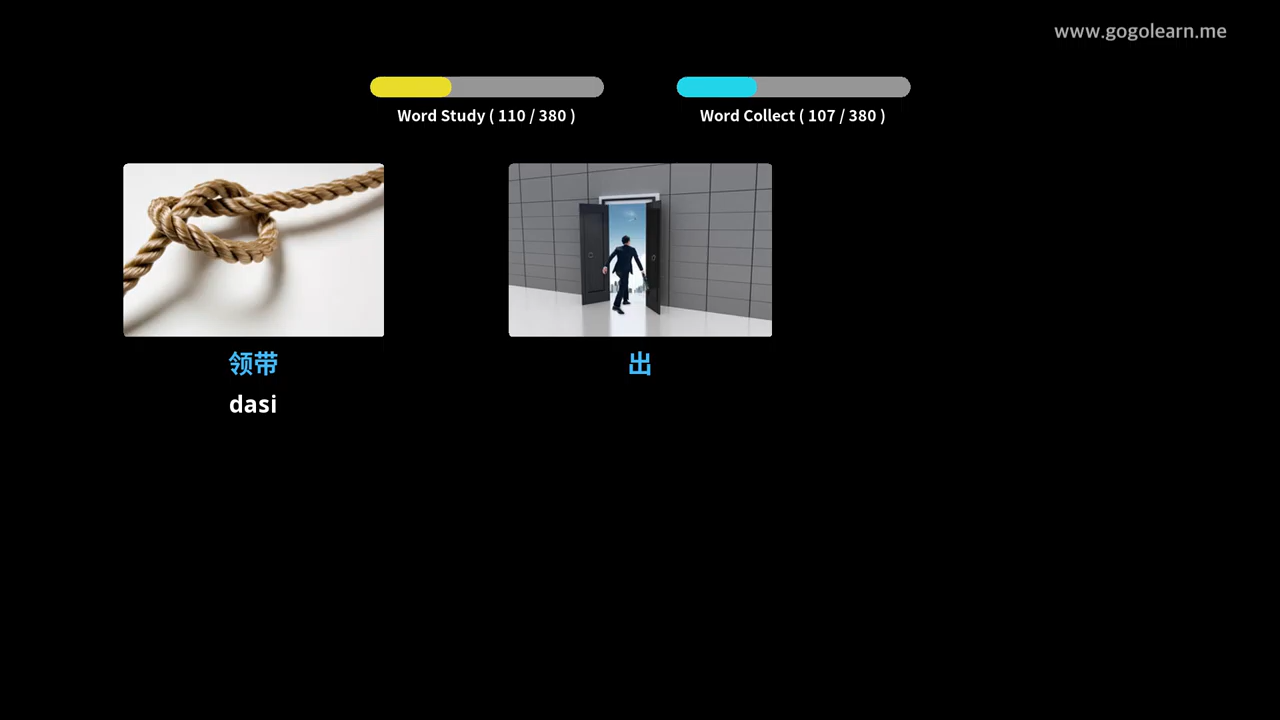 www.gogolearn.me
Word Study ( 110 / 380 )
Word Collect ( 107 / 380 )
领带
出
dasi